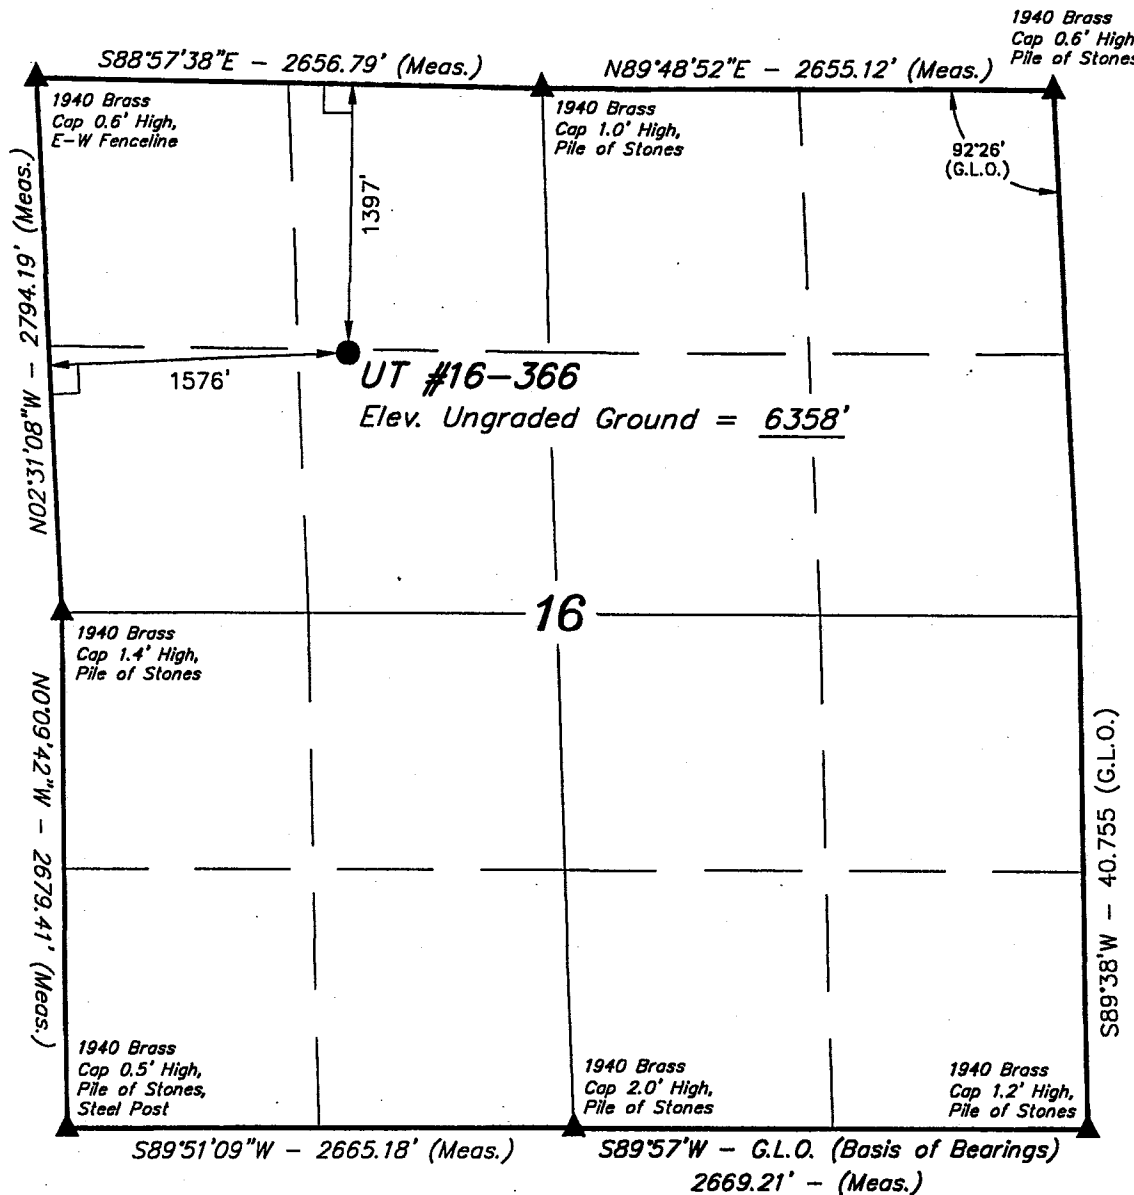 1940 Brass
Cap 0.6' High
Pile of Stones
S88°57'38"E – 2656.79' (Meas.)
N89°48'52"E – 2655.12' (Meas.)
1940 Brass
Cap 0.6' High,
E–W Fenceline
1940 Brass
Cap 1.0' High,
Pile of Stones
92°26'
(G.L.O.)
1397'
N02°31'08"W – 2794.19' (Meas.)
1576'
UT #16–366
Elev. Ungraded Ground = 6358'
16
1940 Brass
Cap 1.4' High,
Pile of Stones
N0°09'42"W – 2679.41' (Meas.)
S89°38'W – 40.755 (G.L.O.)
1940 Brass
Cap 0.5' High,
Pile of Stones,
Steel Post
1940 Brass
Cap 2.0' High,
Pile of Stones
1940 Brass
Cap 1.2' High,
Pile of Stones
S89°51'09"W – 2665.18' (Meas.)
S89°57'W – G.L.O. (Basis of Bearings)
2669.21' – (Meas.)